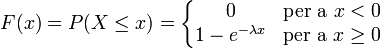 F(x) = P(X ≤ x) = { 0 per a x < 0
1 − e^{−λx} per a x ≥ 0